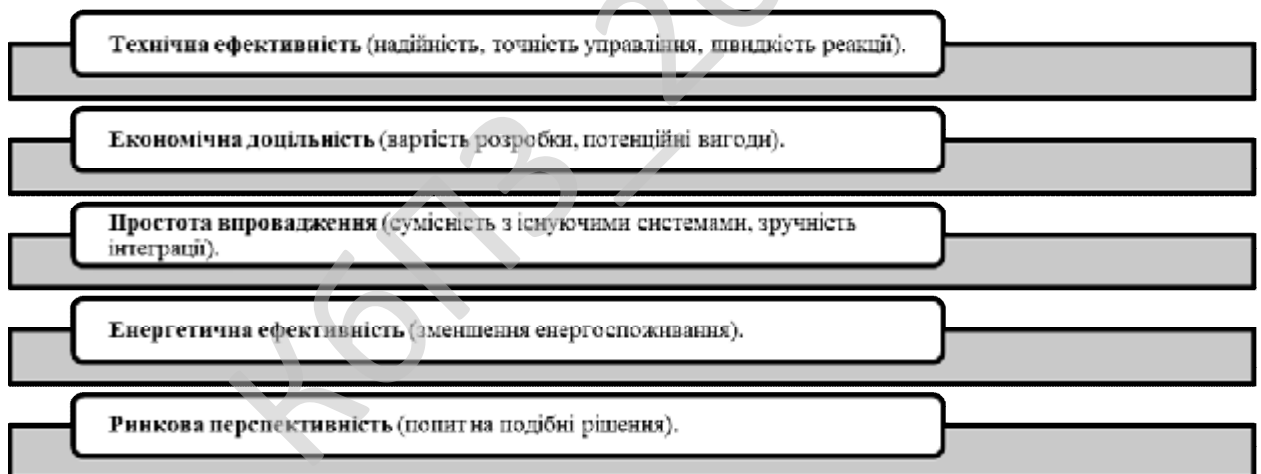 Технічна ефективність (надійність, точність управління, швидкість реакції).
Економічна доцільність (вартість розробки, потенційні вигоди).
Простота впровадження (сумісність з існуючими системами, зручність
інтеграції).
Енергетична ефективність (зменшення енергоспоживання).
Ринкова перспективність (попит на подібні рішення).
КбПЗ_20